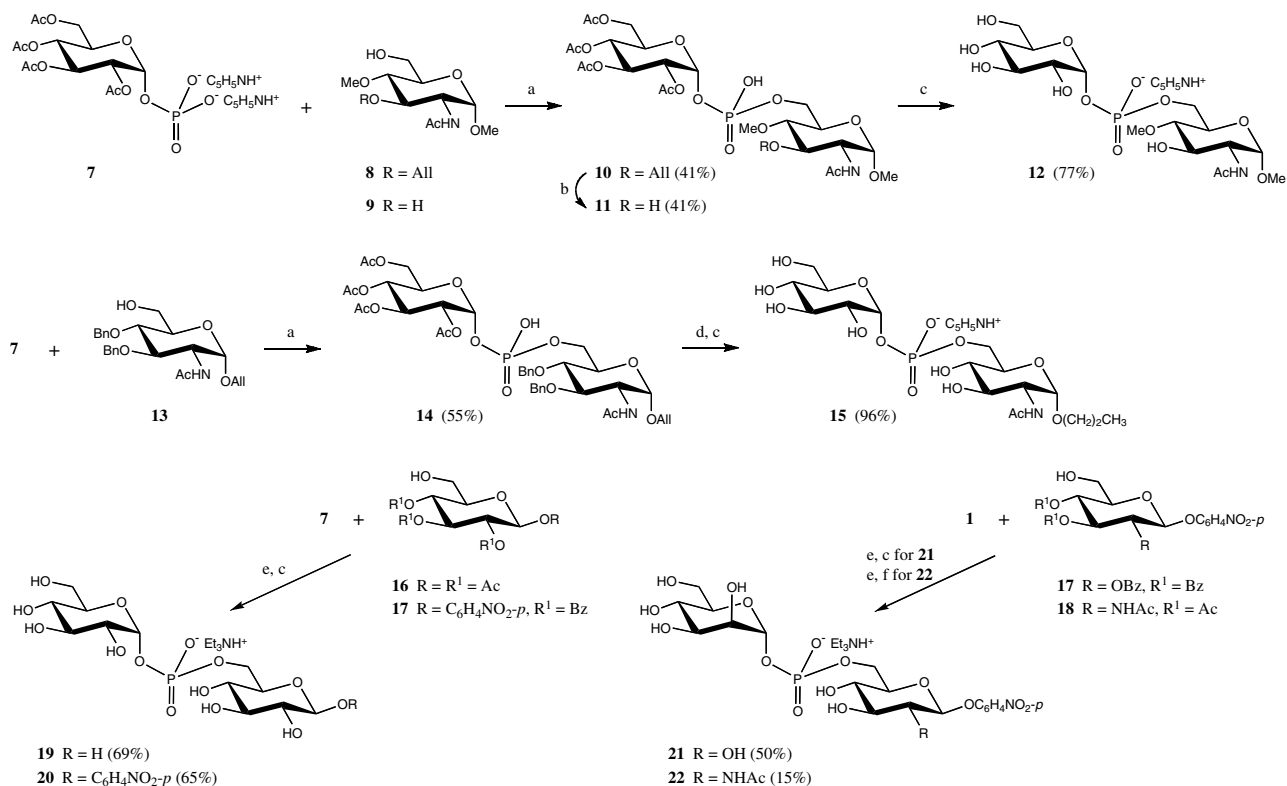 AcO
AcO
AcO
AcO
O
O
P
O
O⁻ C₅H₅NH⁺
O⁻ C₅H₅NH⁺
7
+
HO
MeO
RO
AcHN
O
OMe
8 R = All
9 R = H
a
AcO
AcO
AcO
AcO
O
O
OH
P
O
O
MeO
RO
AcHN
O
OMe
10 R = All (41%)
b
11 R = H (41%)
c
HO
HO
HO
HO
O
O
O⁻ C₅H₅NH⁺
P
O
O
MeO
HO
AcHN
O
OMe
12 (77%)
7 +
HO
BnO
BnO
AcHN
O
OAll
13
a
AcO
AcO
AcO
AcO
O
O
OH
P
O
O
BnO
BnO
AcHN
O
OAll
14 (55%)
d, c
HO
HO
HO
HO
O
O
O⁻ C₅H₅NH⁺
P
O
O
HO
HO
AcHN
O
O(CH₂)₂CH₃
15 (96%)
7 +
HO
R¹O
R¹O
R¹O
O
OR
16 R = R¹ = Ac
17 R = C₆H₄NO₂-p, R¹ = Bz
e, c
HO
HO
HO
HO
O
O
O⁻ Et₃NH⁺
P
O
O
HO
HO
HO
O
OR
19 R = H (69%)
20 R = C₆H₄NO₂-p (65%)
1 +
HO
R¹O
R¹O
R
O
OC₆H₄NO₂-p
17 R = OBz, R¹ = Bz
18 R = NHAc, R¹ = Ac
e, c for 21
e, f for 22
HO
OH
HO
HO
O
O
O⁻ Et₃NH⁺
P
O
O
HO
HO
R
O
OC₆H₄NO₂-p
21 R = OH (50%)
22 R = NHAc (15%)